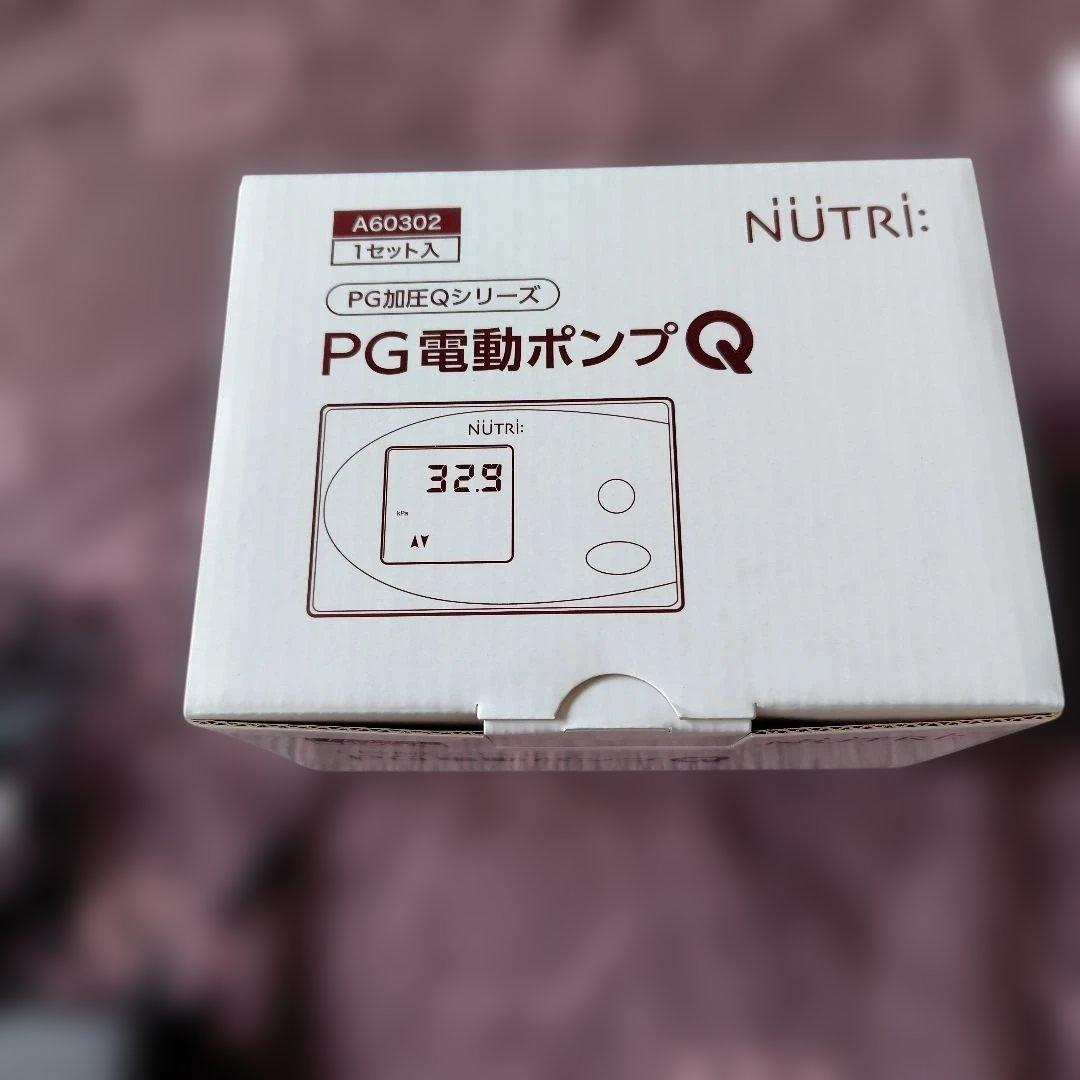 A60302
1セット入
NÜTRi:
PG加圧Qシリーズ
PG電動ポンプQ
NÜTRi:
32.9
kPa